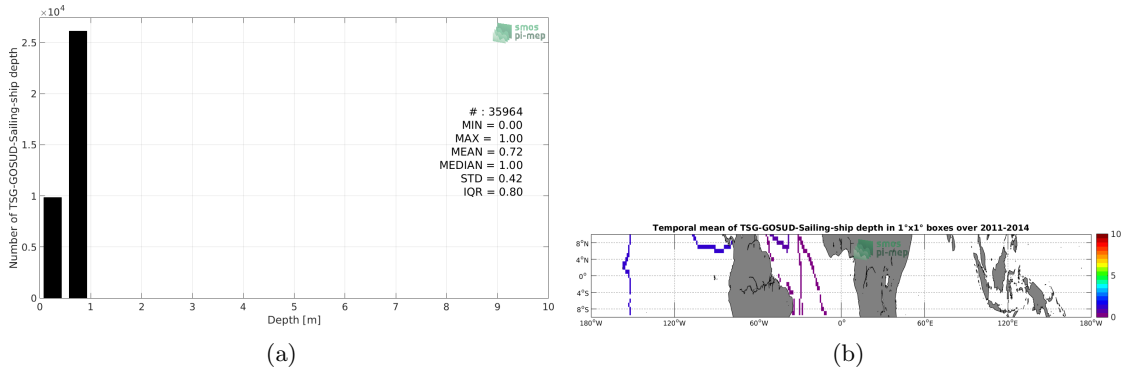 ×10⁴
3
2.5
2
1.5
1
0.5
0
0 1 2 3 4 5 6 7 8 9 10
Number of TSG-GOSUD-Sailing-ship depth
Depth [m]
smos
pi-mep
# : 35964
MIN = 0.00
MAX = 1.00
MEAN = 0.72
MEDIAN = 1.00
STD = 0.42
IQR = 0.80
(a)
Temporal mean of TSG-GOSUD-Sailing-ship depth in 1°x1° boxes over 2011-2014
smos
pi-mep
8°N
4°N
0°
4°S
8°S
180°W 120°W 60°W 0° 60°E 120°E 180°W
10
5
0
(b)